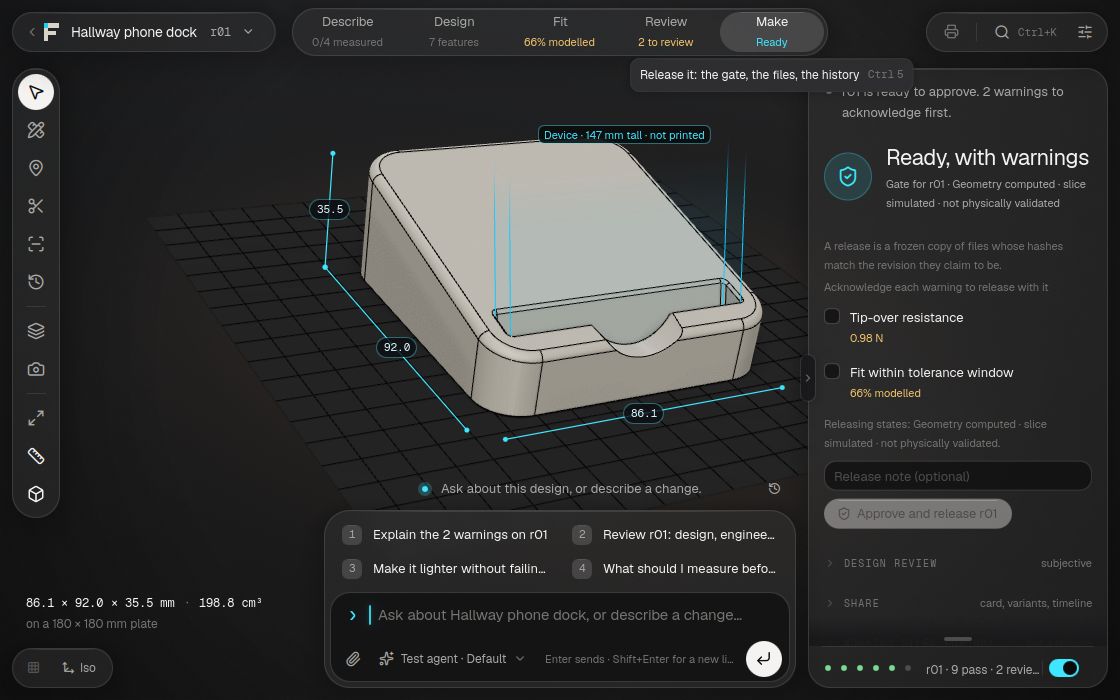 Hallway phone dock r01
Describe
0/4 measured
Design
7 features
Fit
66% modelled
Review
2 to review
Make
Ready
Ctrl+K
Release it: the gate, the files, the history Ctrl 5
r01 is ready to approve. 2 warnings to
acknowledge first.
Device · 147 mm tall · not printed
Ready, with warnings
Gate for r01 · Geometry computed · slice
simulated · not physically validated
35.5
A release is a frozen copy of files whose hashes
match the revision they claim to be.
Acknowledge each warning to release with it
Tip-over resistance
0.98 N
92.0
Fit within tolerance window
66% modelled
86.1
Releasing states: Geometry computed · slice
simulated · not physically validated.
Release note (optional)
Approve and release r01
Ask about this design, or describe a change.
1 Explain the 2 warnings on r01
2 Review r01: design, enginee…
3 Make it lighter without failin…
4 What should I measure befo…
DESIGN REVIEW subjective
SHARE card, variants, timeline
86.1 × 92.0 × 35.5 mm · 198.8 cm³
on a 180 × 180 mm plate
Ask about Hallway phone dock, or describe a change…
Test agent · Default
Enter sends · Shift+Enter for a new li…
Iso
r01 · 9 pass · 2 revie…